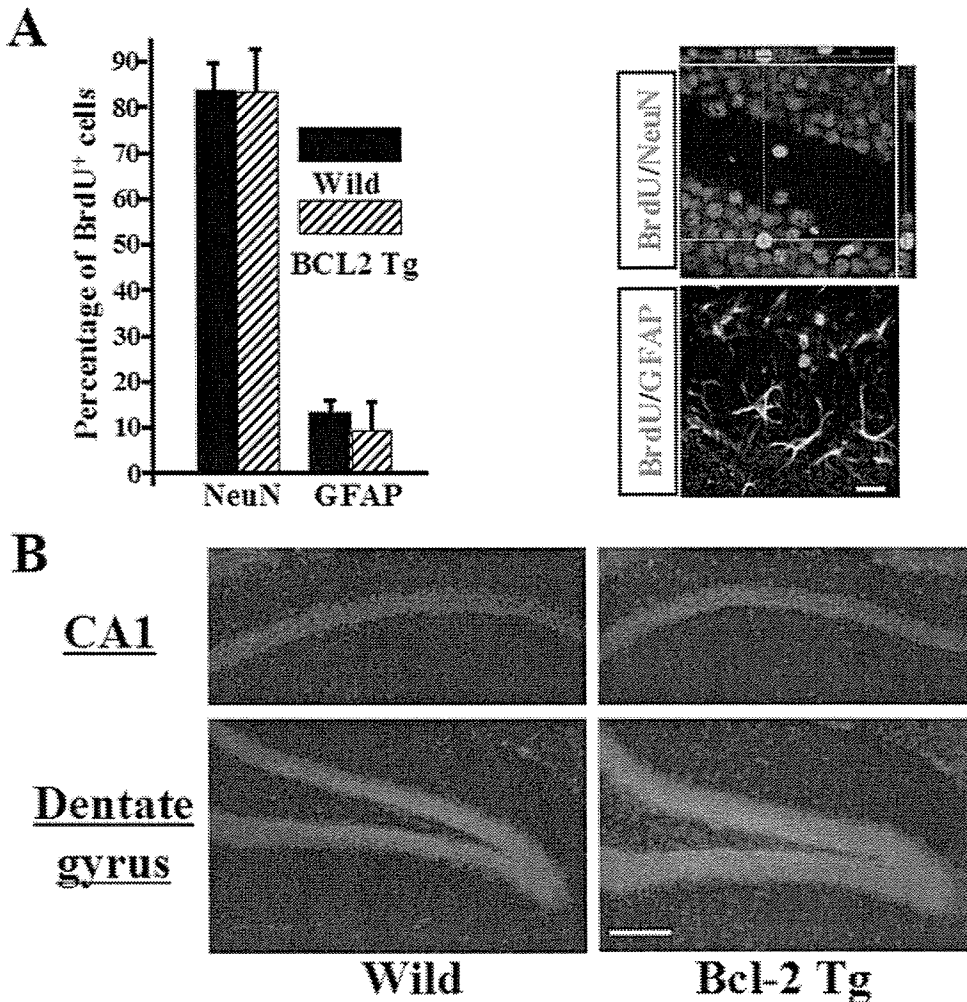 A
Percentage of BrdU+ cells
90
80
70
60
50
40
30
20
10
0
NeuN
GFAP
Wild
BCL2 Tg
BrdU/NeuN
BrdU/GFAP
B
CA1
Dentate
gyrus
Wild
Bcl-2 Tg